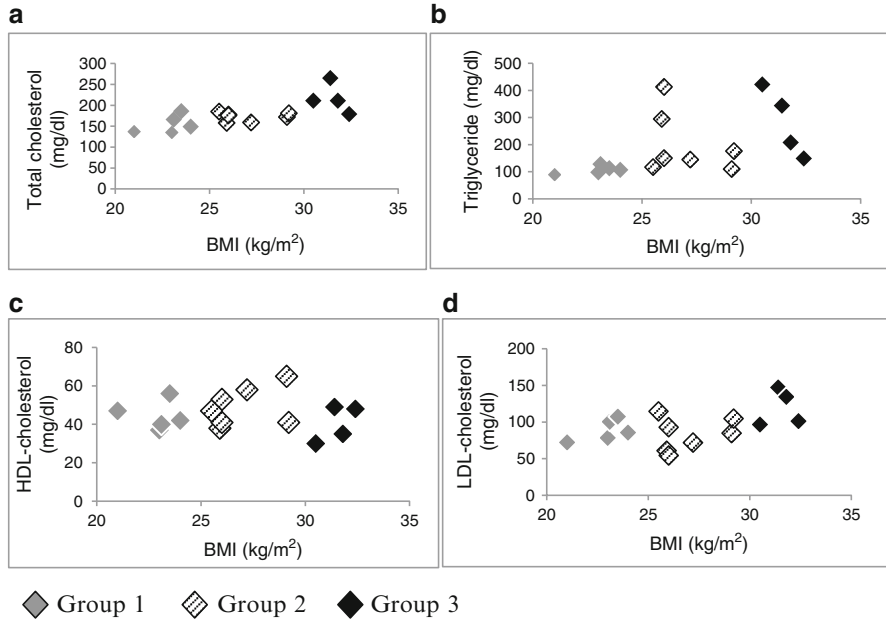 a
Total cholesterol
(mg/dl)
300
250
200
150
100
50
0
20 25 30 35
BMI (kg/m²)
b
Triglyceride (mg/dl)
500
400
300
200
100
0
20 25 30 35
BMI (kg/m²)
c
HDL-cholesterol
(mg/dl)
80
60
40
20
0
20 25 30 35
BMI (kg/m²)
d
LDL-cholesterol
(mg/dl)
200
150
100
50
0
20 25 30 35
BMI (kg/m²)
Group 1 Group 2 Group 3